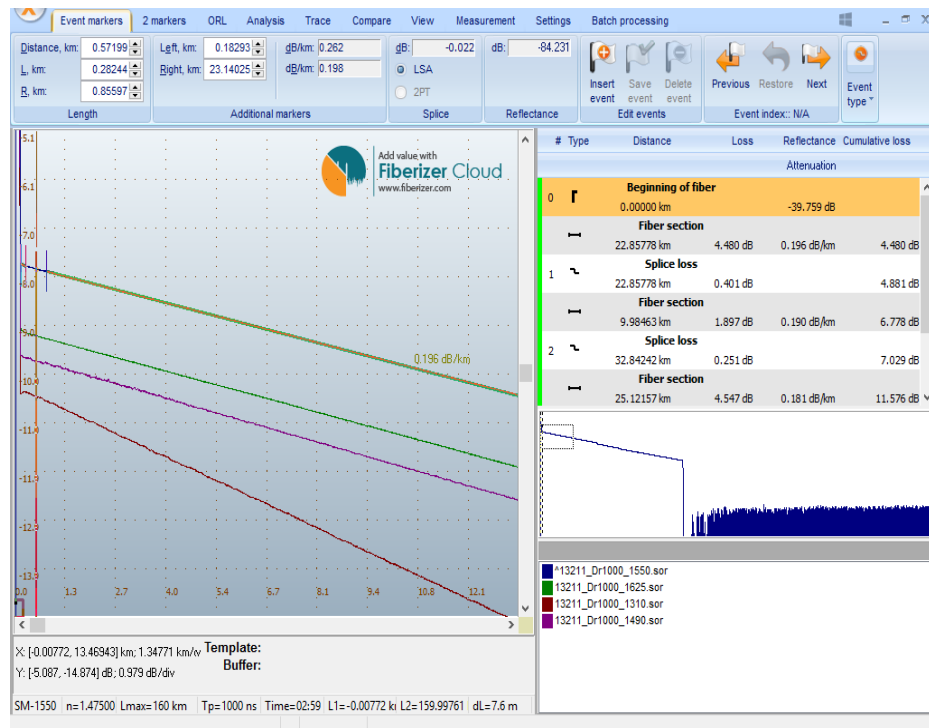 Event markers 2 markers ORL Analysis Trace Compare View Measurement Settings Batch processing
Distance, km: 0.57199 Left, km: 0.18293 dB/km: 0.262 dB: -0.022 dB: -84.231
L, km: 0.28244 Right, km: 23.14025 dB/km: 0.198 LSA
R, km: 0.85597 2PT
Insert event Save event Delete event Previous Restore Next Event type
Length Additional markers Splice Reflectance Edit events Event index:: N/A
# Type Distance Loss Reflectance Cumulative loss
Attenuation
Beginning of fiber
0 0.00000 km -39.759 dB
Fiber section
22.85778 km 4.480 dB 0.196 dB/km 4.480 dB
Splice loss
1 22.85778 km 0.401 dB 4.881 dB
Fiber section
9.98463 km 1.897 dB 0.190 dB/km 6.778 dB
Splice loss
2 32.84242 km 0.251 dB 7.029 dB
Fiber section
25.12157 km 4.547 dB 0.181 dB/km 11.576 dB
Add value with
Fiberizer Cloud
www.fiberizer.com
-5.1
-6.1
-7.0
-8.0
-9.0
0.196 dB/km
-10.0
-11.0
-12.9
-13.9
0.0 1.3 2.7 4.0 5.4 6.7 8.1 9.4 10.8 12.1
^13211_Dr1000_1550.sor
13211_Dr1000_1625.sor
13211_Dr1000_1310.sor
13211_Dr1000_1490.sor
X: [-0.00772, 13.46943] km; 1.34771 km/v Template:
Y: [-5.087, -14.874] dB; 0.979 dB/div Buffer:
SM-1550 n=1.47500 Lmax=160 km Tp=1000 ns Time=02:59 L1=-0.00772 k L2=159.99761 dL=7.6 m